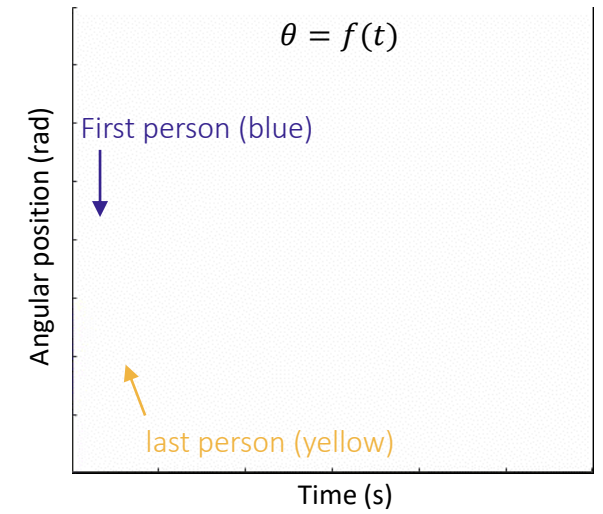 θ = f(t)
First person (blue)
Angular position (rad)
last person (yellow)
Time (s)